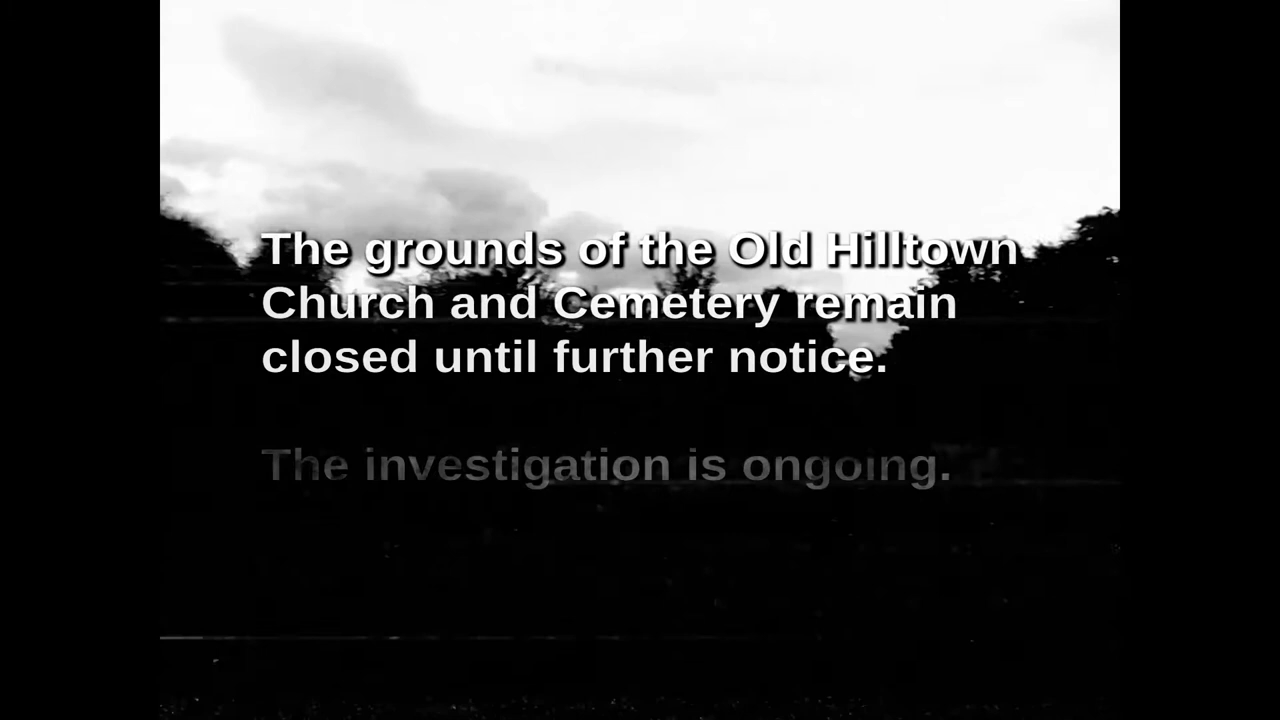 The grounds of the Old Hilltown
Church and Cemetery remain
closed until further notice.
The investigation is ongoing.